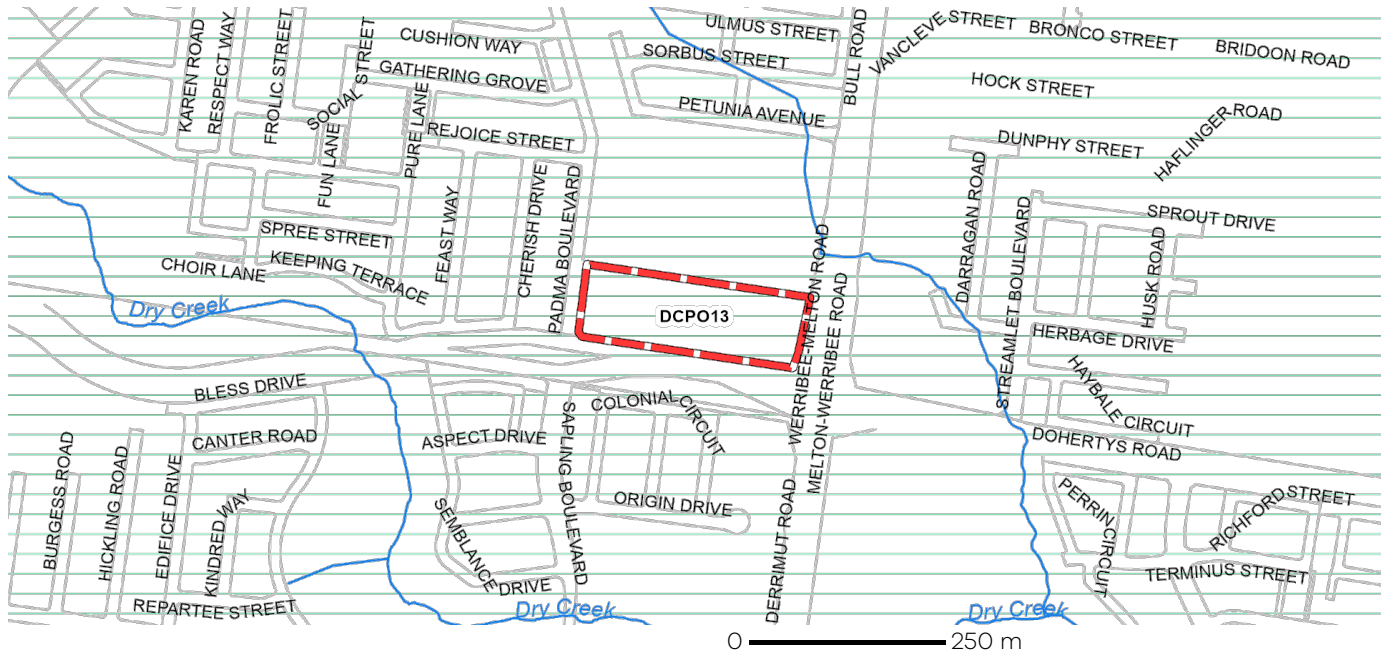 ULMUS STREET
VANCLEVE STREET
BRONCO STREET
BRIDOON ROAD
CUSHION WAY
SORBUS STREET
BULL ROAD
KAREN ROAD
RESPECT WAY
FROLIC STREET
SOCIAL STREET
GATHERING GROVE
HOCK STREET
PETUNIA AVENUE
HAFLINGER ROAD
PURE LANE
REJOICE STREET
DUNPHY STREET
FUN LANE
FEAST WAY
CHERISH DRIVE
PADMA BOULEVARD
DARRAGAN ROAD
STREAMLET BOULEVARD
SPROUT DRIVE
HUSK ROAD
SPREE STREET
KEEPING TERRACE
CHOIR LANE
Dry Creek
DCPO13
WERRIBEE-MELTON ROAD
MELTON-WERRIBEE ROAD
HERBAGE DRIVE
HAYBALE CIRCUIT
BLESS DRIVE
COLONIAL CIRCUIT
CANTER ROAD
ASPECT DRIVE
SAPLING BOULEVARD
DOHERTYS ROAD
BURGESS ROAD
HICKLING ROAD
EDIFICE DRIVE
KINDRED WAY
SEMBLANCE DRIVE
ORIGIN DRIVE
DERRIMUT ROAD
PERRIN CIRCUIT
RICHFORD STREET
TERMINUS STREET
REPARTEE STREET
Dry Creek
Dry Creek
0 250 m